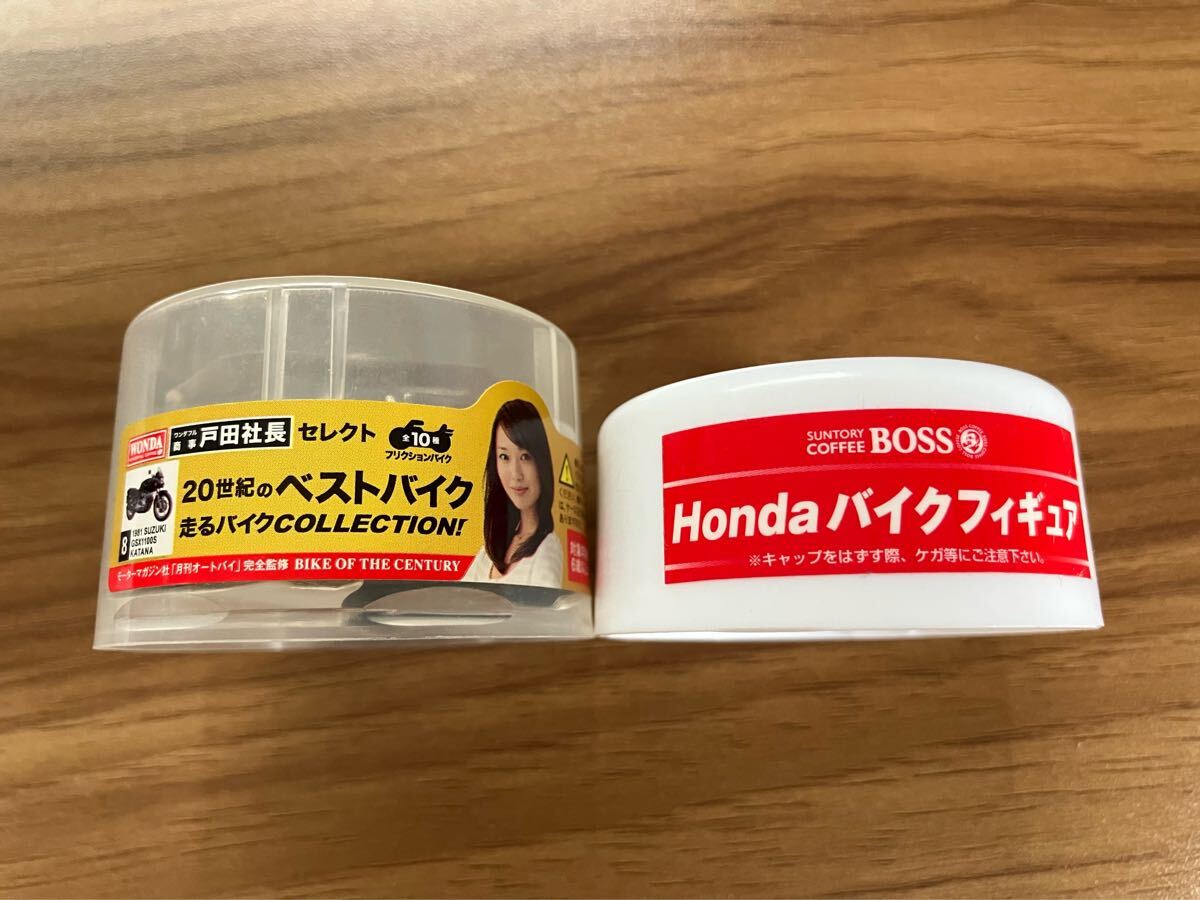 WONDA
ワンダフル
商事 戸田社長 セレクト
全10種
フリクションバイク
20世紀のベストバイク
走るバイクCOLLECTION!
8
1981 SUZUKI
GSX1100S
KATANA
モーターマガジン社「月刊オートバイ」完全監修 BIKE OF THE CENTURY
SUNTORY
COFFEE BOSS
Hondaバイクフィギュア
※キャップをはずす際、ケガ等にご注意下さい。